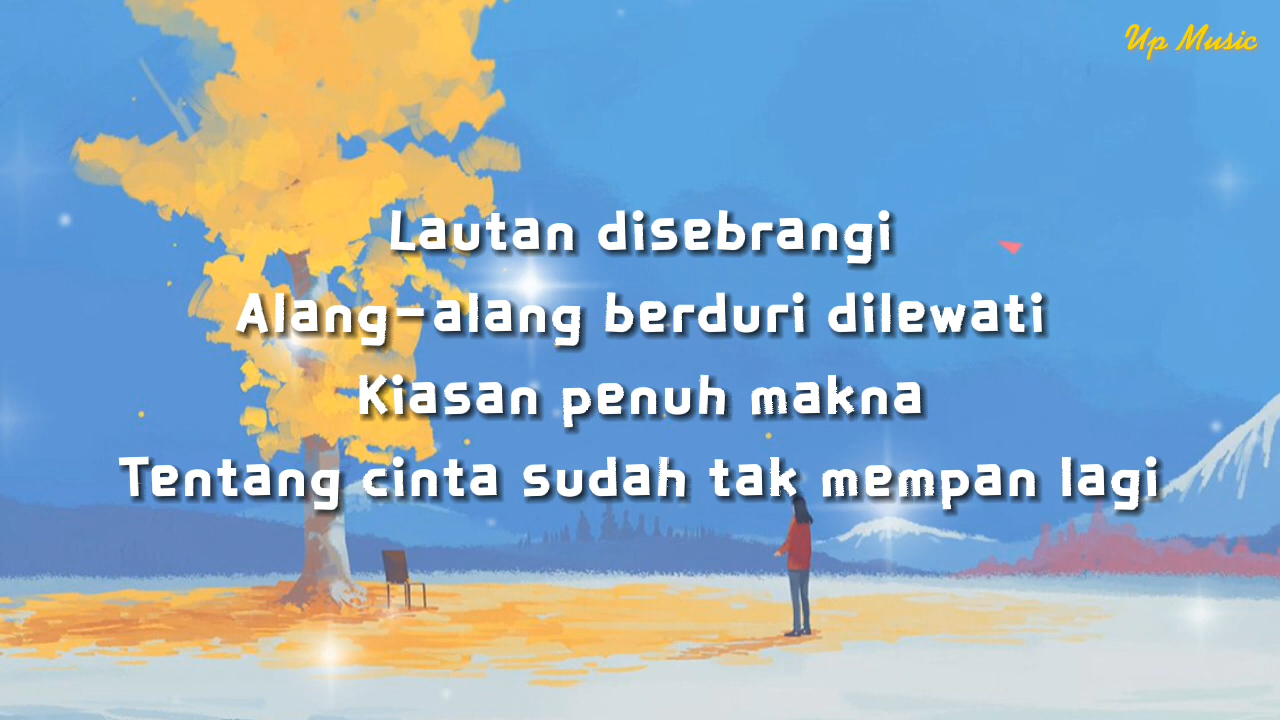 Up Music
Lautan disebrangi
Alang-alang berduri dilewati
Kiasan penuh makna
Tentang cinta sudah tak mempan lagi